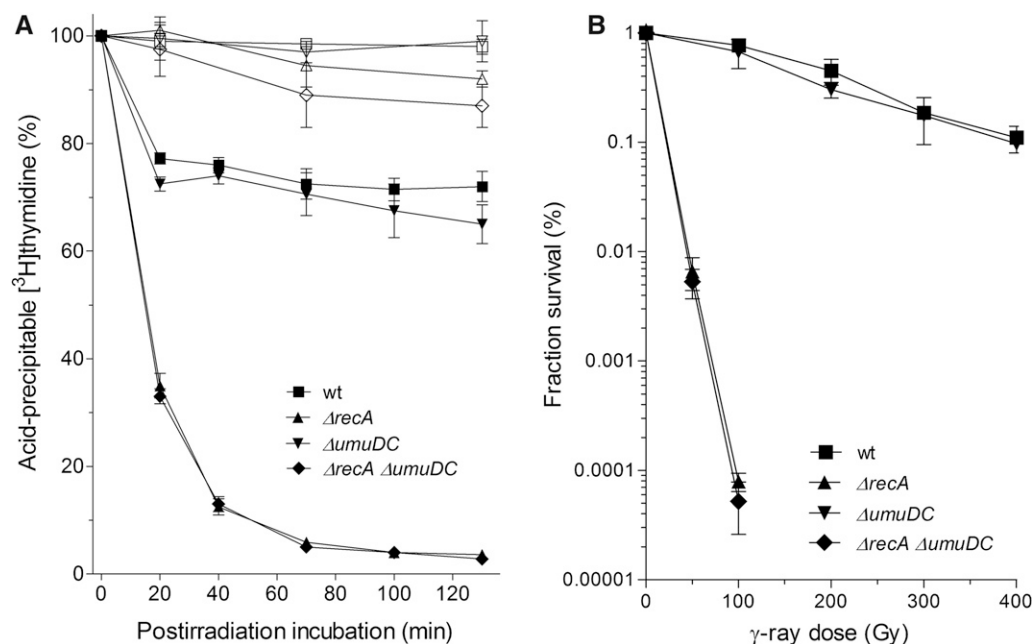 A
Acid-precipitable [³H]thymidine (%)
100
80
60
40
20
0
wt
ΔrecA
ΔumuDC
ΔrecA ΔumuDC
0 20 40 60 80 100 120
Postirradiation incubation (min)
B
Fraction survival (%)
1
0.1
0.01
0.001
0.0001
0.00001
wt
ΔrecA
ΔumuDC
ΔrecA ΔumuDC
0 100 200 300 400
γ-ray dose (Gy)